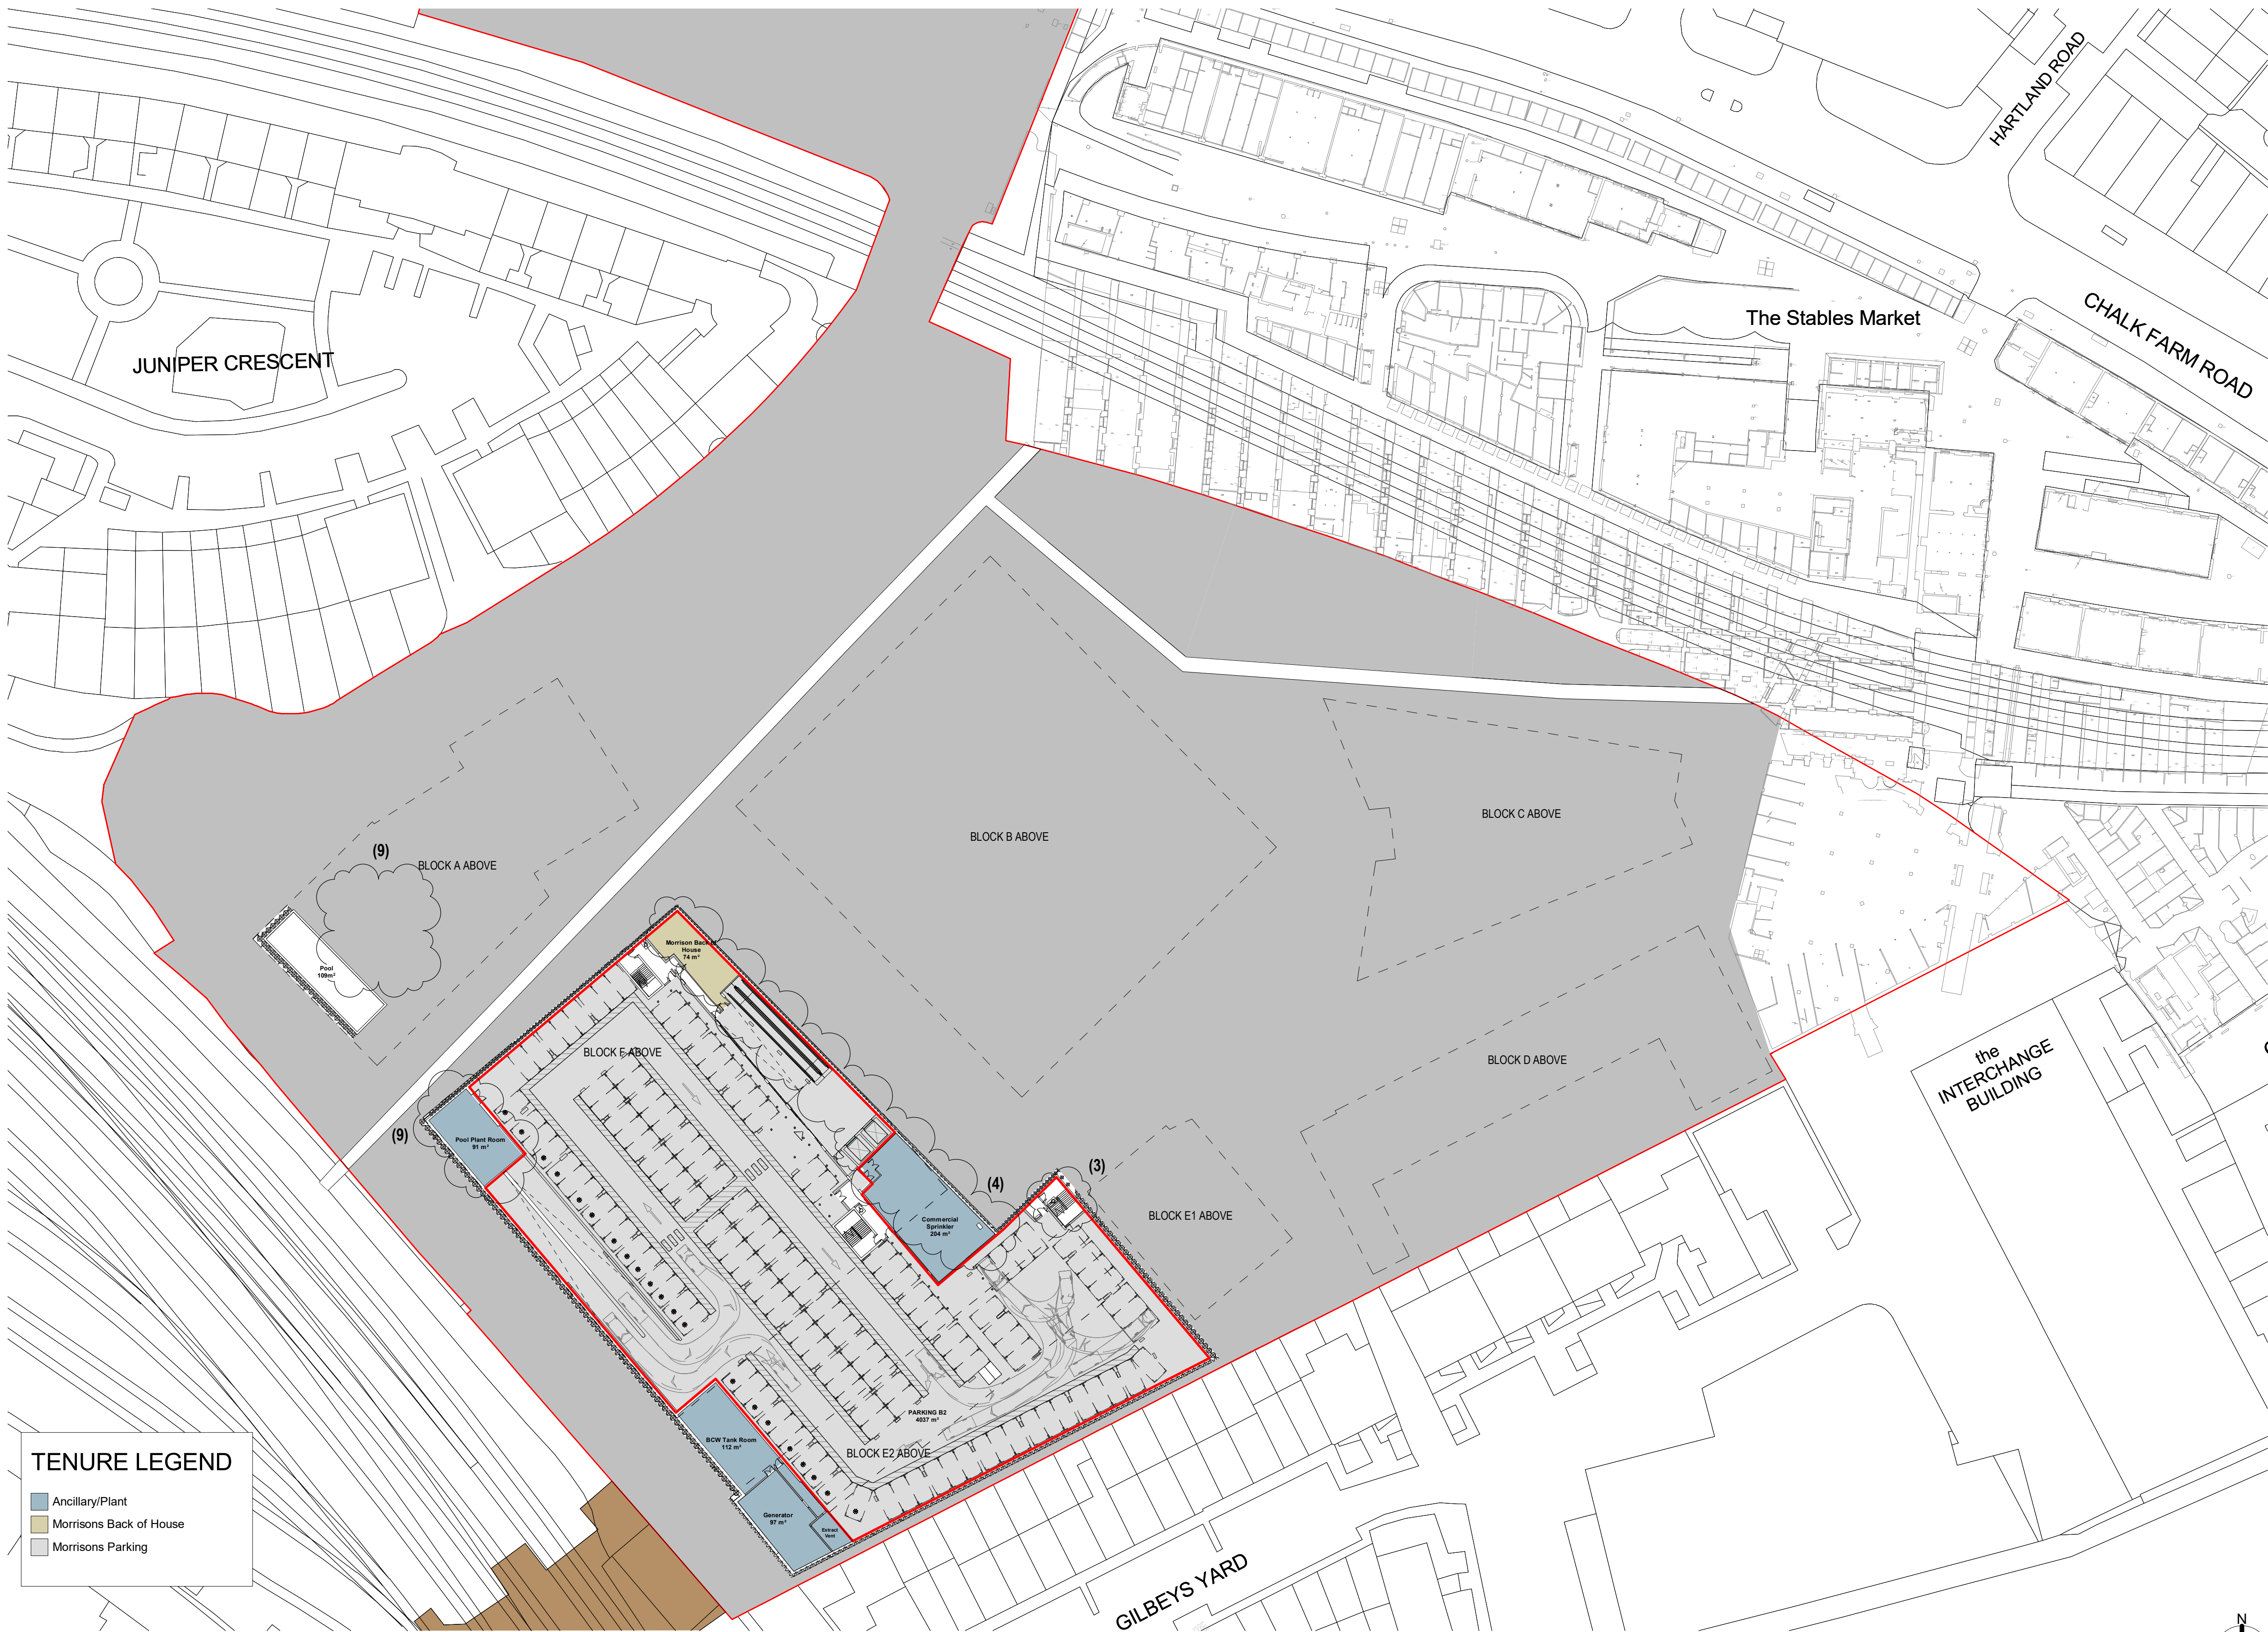 HARTLAND ROAD
CHALK FARM ROAD
The Stables Market
JUNIPER CRESCENT
BLOCK C ABOVE
BLOCK B ABOVE
(9)
BLOCK A ABOVE
Morrison Back of
House
74 m²
Pool
109m²
BLOCK F ABOVE
BLOCK D ABOVE
the
INTERCHANGE
BUILDING
(9)
Pool Plant Room
91 m²
(3)
(4)
BLOCK E1 ABOVE
Commercial
Sprinkler
204 m²
PARKING B2
4037 m²
BCW Tank Room
112 m²
BLOCK E2 ABOVE
Generator
97 m²
Extract
Vent
TENURE LEGEND
Ancillary/Plant
Morrisons Back of House
Morrisons Parking
GILBEYS YARD
N